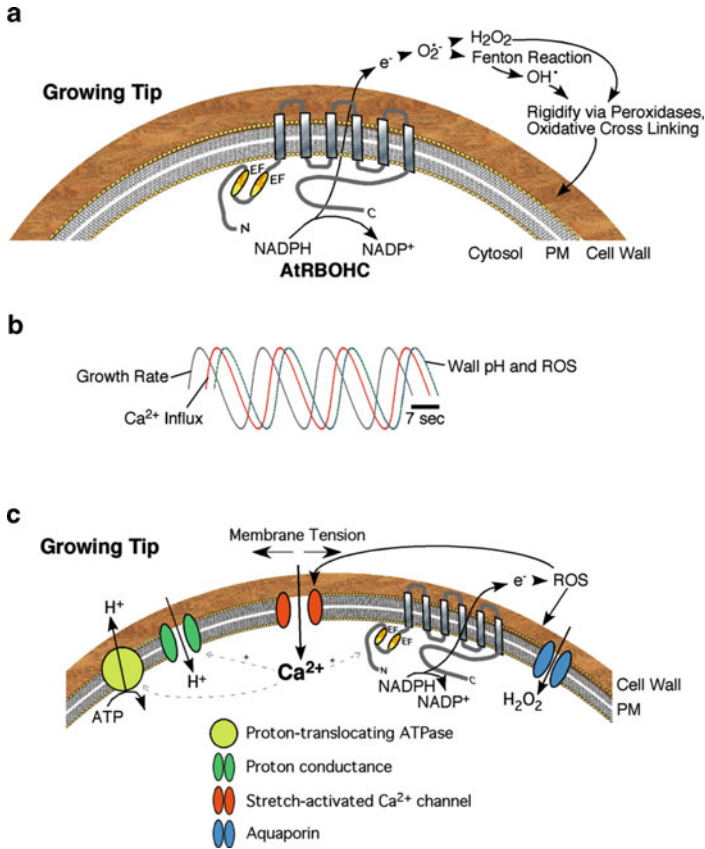 a
Growing Tip
e⁻
O₂•⁻
H₂O₂
Fenton Reaction
OH•
Rigidify via Peroxidases,
Oxidative Cross Linking
EF
EF
N
C
NADPH
NADP⁺
AtRBOHC
Cytosol PM Cell Wall
b
Growth Rate
Ca²⁺ Influx
Wall pH and ROS
7 sec
c
Growing Tip
Membrane Tension
e⁻
ROS
H⁺
H⁺
ATP
Ca²⁺
+
+
EF
EF
N
C
NADPH
NADP⁺
H₂O₂
Cell Wall
PM
Proton-translocating ATPase
Proton conductance
Stretch-activated Ca²⁺ channel
Aquaporin